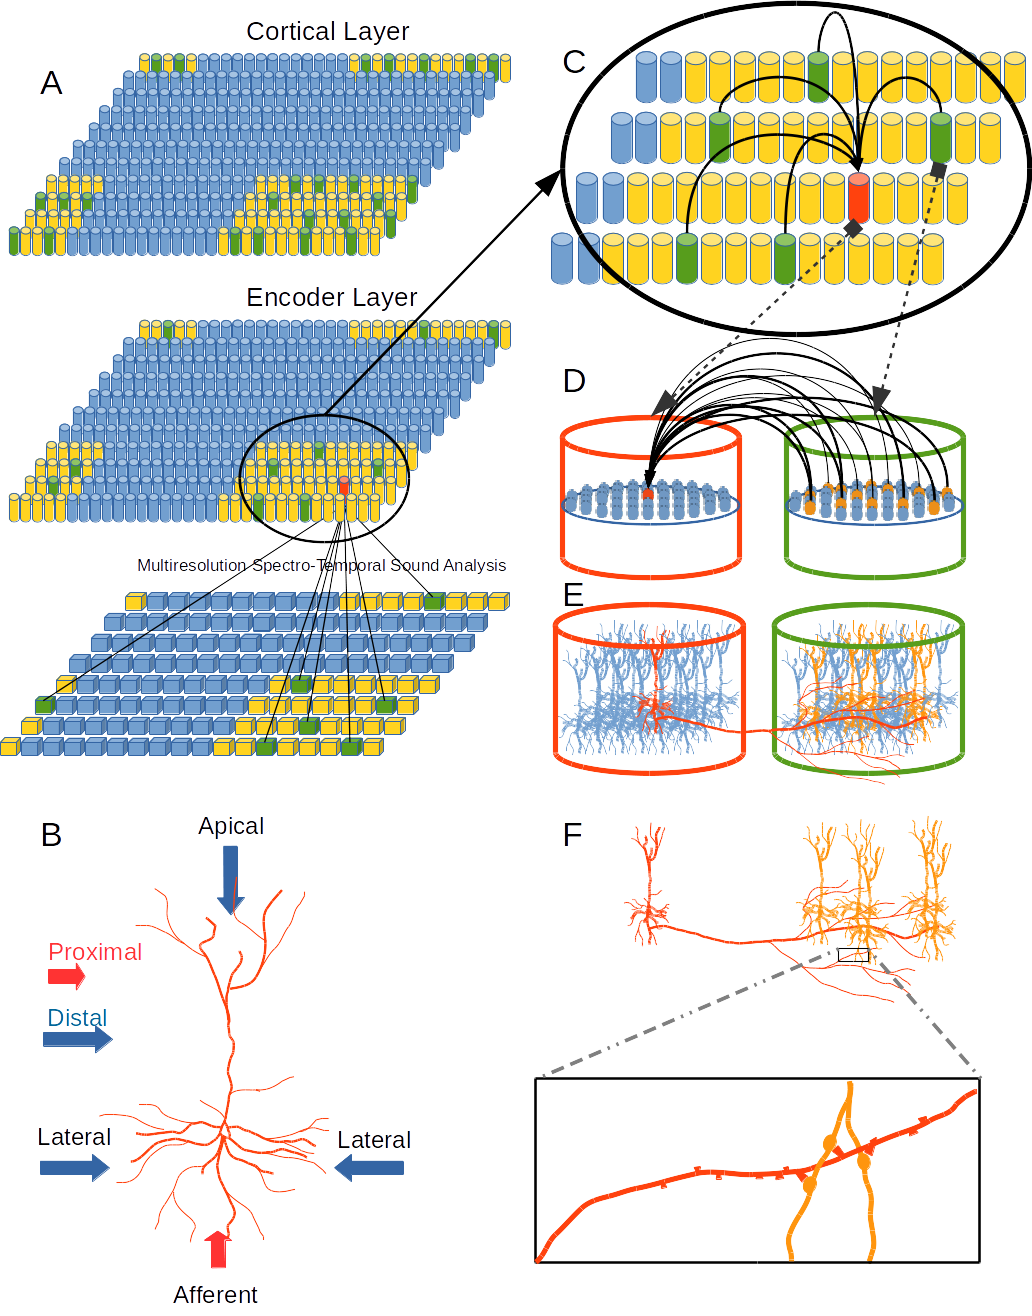 Cortical Layer
A
C
Encoder Layer
D
Multiresolution Spectro-Temporal Sound Analysis
E
B
Apical
F
Proximal
Distal
Lateral
Lateral
Afferent